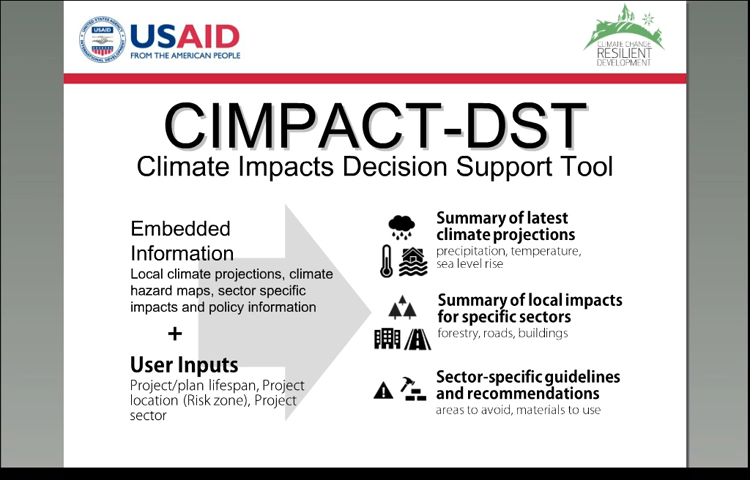 USAID
USAID
FROM THE AMERICAN PEOPLE
CLIMATE CHANGE
RESILIENT
DEVELOPMENT
CIMPACT-DST
Climate Impacts Decision Support Tool
Embedded
Information
Local climate projections, climate
hazard maps, sector specific
impacts and policy information
+
User Inputs
Project/plan lifespan, Project
location (Risk zone), Project
sector
Summary of latest
climate projections
precipitation, temperature,
sea level rise
Summary of local impacts
for specific sectors
forestry, roads, buildings
Sector-specific guidelines
and recommendations
areas to avoid, materials to use